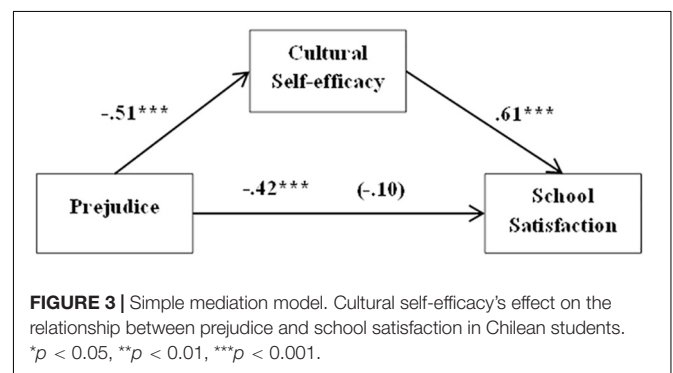 Cultural
Self-efficacy
-.51***
.61***
Prejudice
-.42*** (-.10)
School
Satisfaction
FIGURE 3 | Simple mediation model. Cultural self-efficacy's effect on the
relationship between prejudice and school satisfaction in Chilean students.
*p < 0.05, **p < 0.01, ***p < 0.001.